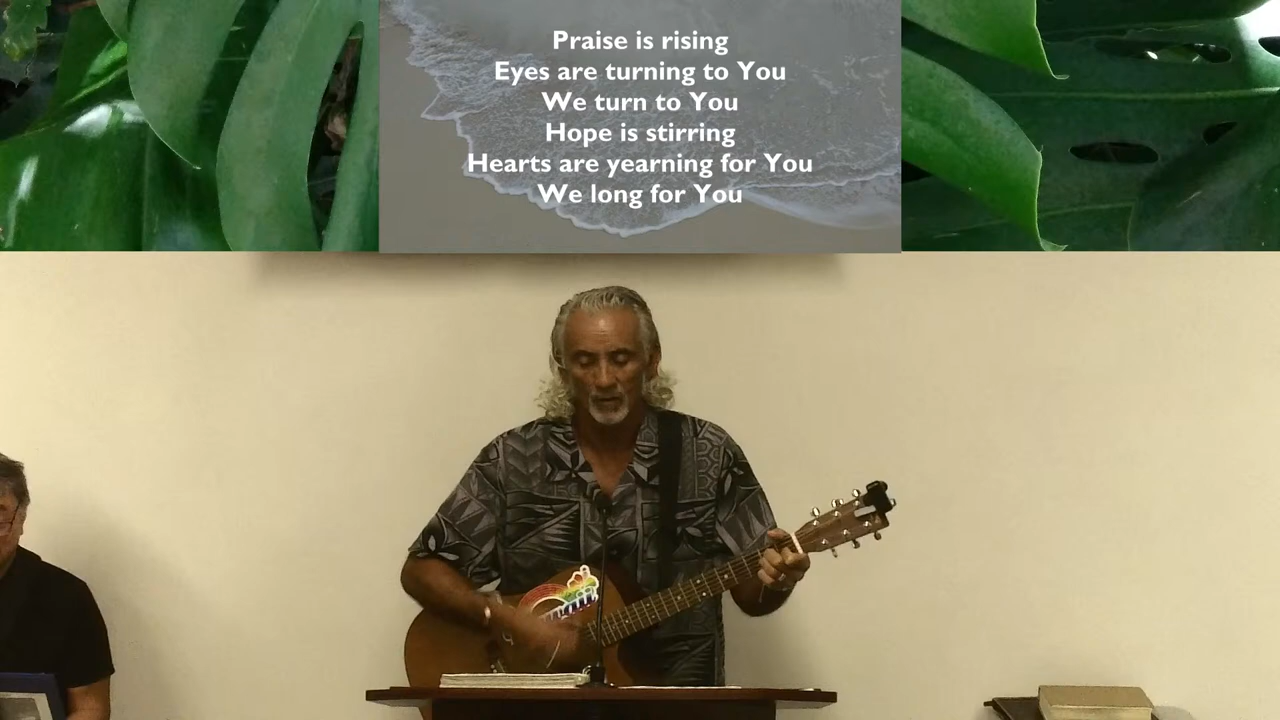 Praise is rising
Eyes are turning to You
We turn to You
Hope is stirring
Hearts are yearning for You
We long for You